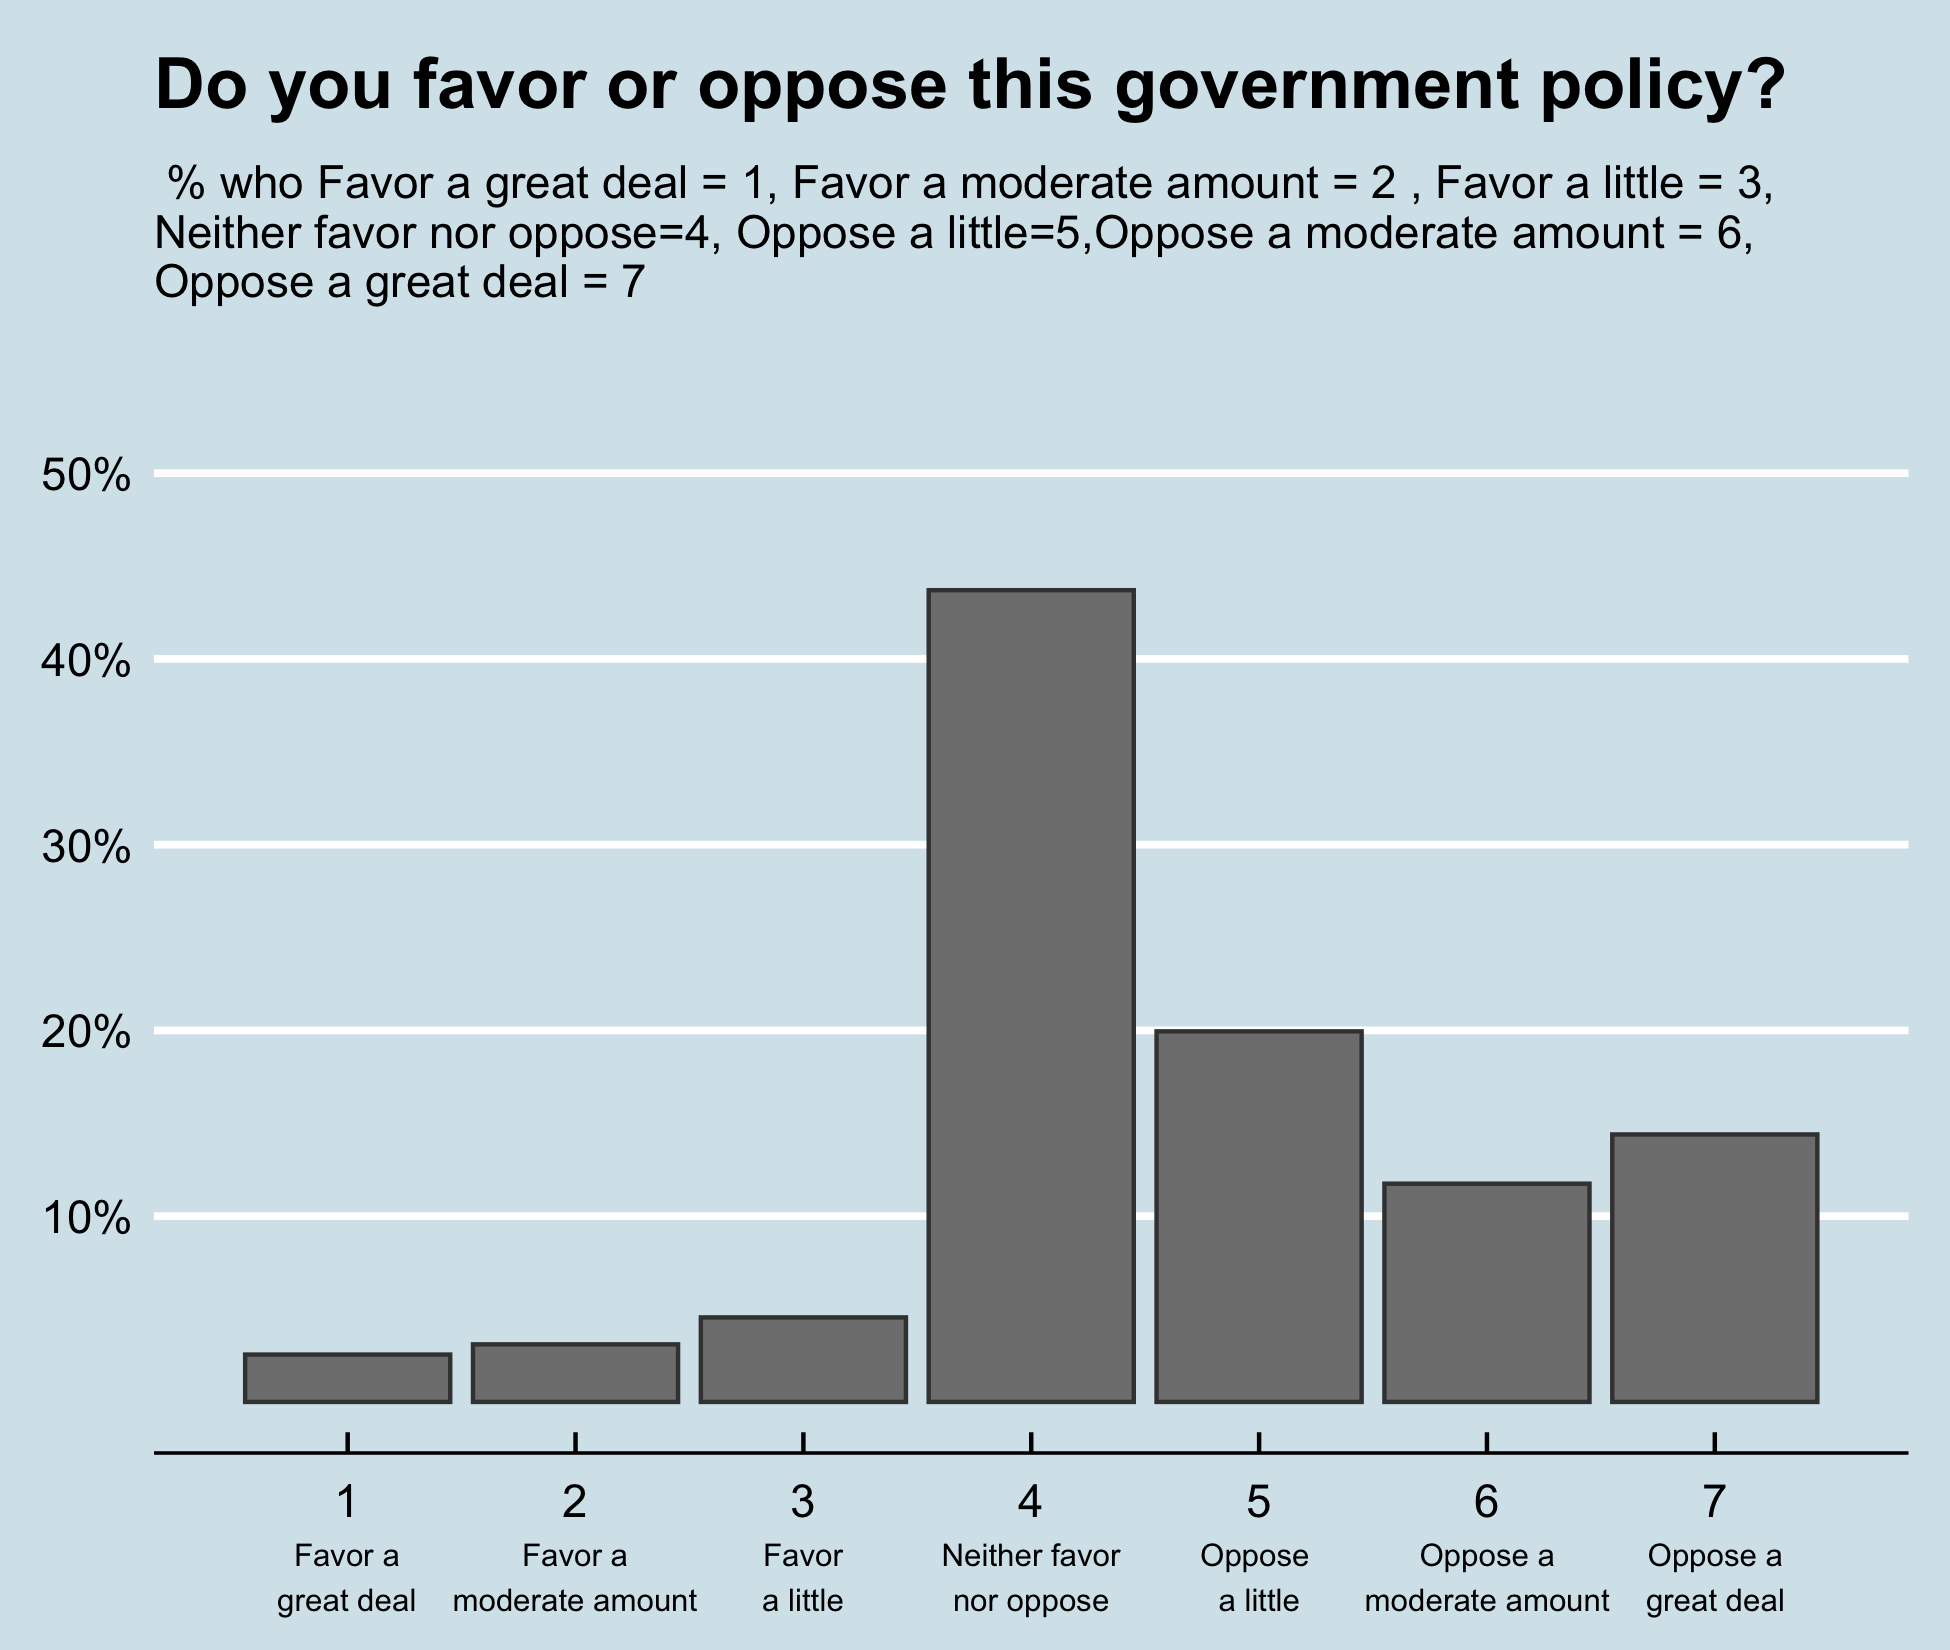 Do you favor or oppose this government policy?
% who Favor a great deal = 1, Favor a moderate amount = 2 , Favor a little = 3,
Neither favor nor oppose=4, Oppose a little=5,Oppose a moderate amount = 6,
Oppose a great deal = 7
50%
40%
30%
20%
10%
1 2 3 4 5 6 7
Favor a Favor a Favor Neither favor Oppose Oppose a Oppose a
great deal moderate amount a little nor oppose a little moderate amount great deal